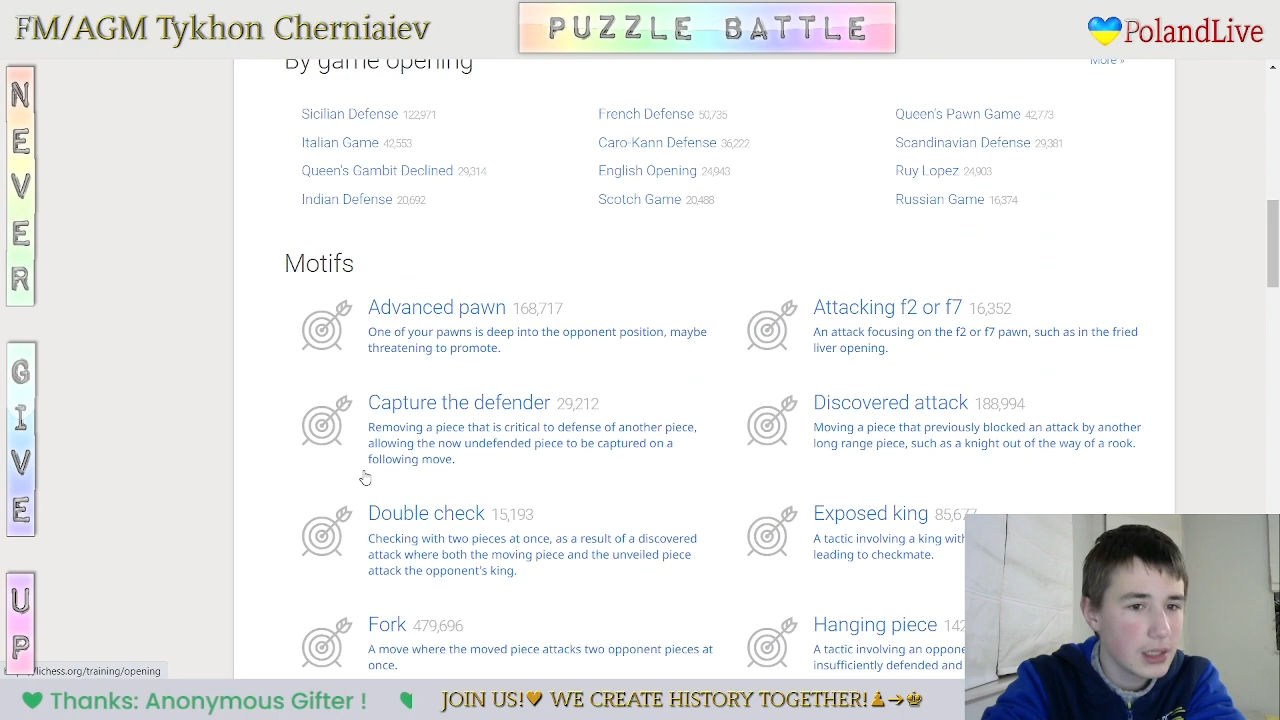 FM/AGM Tykhon Cherniaiev
PUZZLE BATTLE
PolandLive
NEVER
GIVE
UP
By game opening
More »
Sicilian Defense 122,971
French Defense 50,735
Queen's Pawn Game 42,773
Italian Game 42,553
Caro-Kann Defense 36,222
Scandinavian Defense 29,381
Queen's Gambit Declined 29,314
English Opening 24,943
Ruy Lopez 24,903
Indian Defense 20,692
Scotch Game 20,488
Russian Game 16,374
Motifs
Advanced pawn 168,717
One of your pawns is deep into the opponent position, maybe
threatening to promote.
Attacking f2 or f7 16,352
An attack focusing on the f2 or f7 pawn, such as in the fried
liver opening.
Capture the defender 29,212
Removing a piece that is critical to defense of another piece,
allowing the now undefended piece to be captured on a
following move.
Discovered attack 188,994
Moving a piece that previously blocked an attack by another
long range piece, such as a knight out of the way of a rook.
Double check 15,193
Checking with two pieces at once, as a result of a discovered
attack where both the moving piece and the unveiled piece
attack the opponent's king.
Exposed king
A tactic involving a king
leading to checkmate.
Fork 479,696
A move where the moved piece attacks two opponent pieces at
once.
Hanging piece
A tactic involving an
insufficiently defended and
lichess.org/training/opening
Thanks: Anonymous Gifter !
JOIN US!🧡 WE CREATE HISTORY TOGETHER!♟→♚